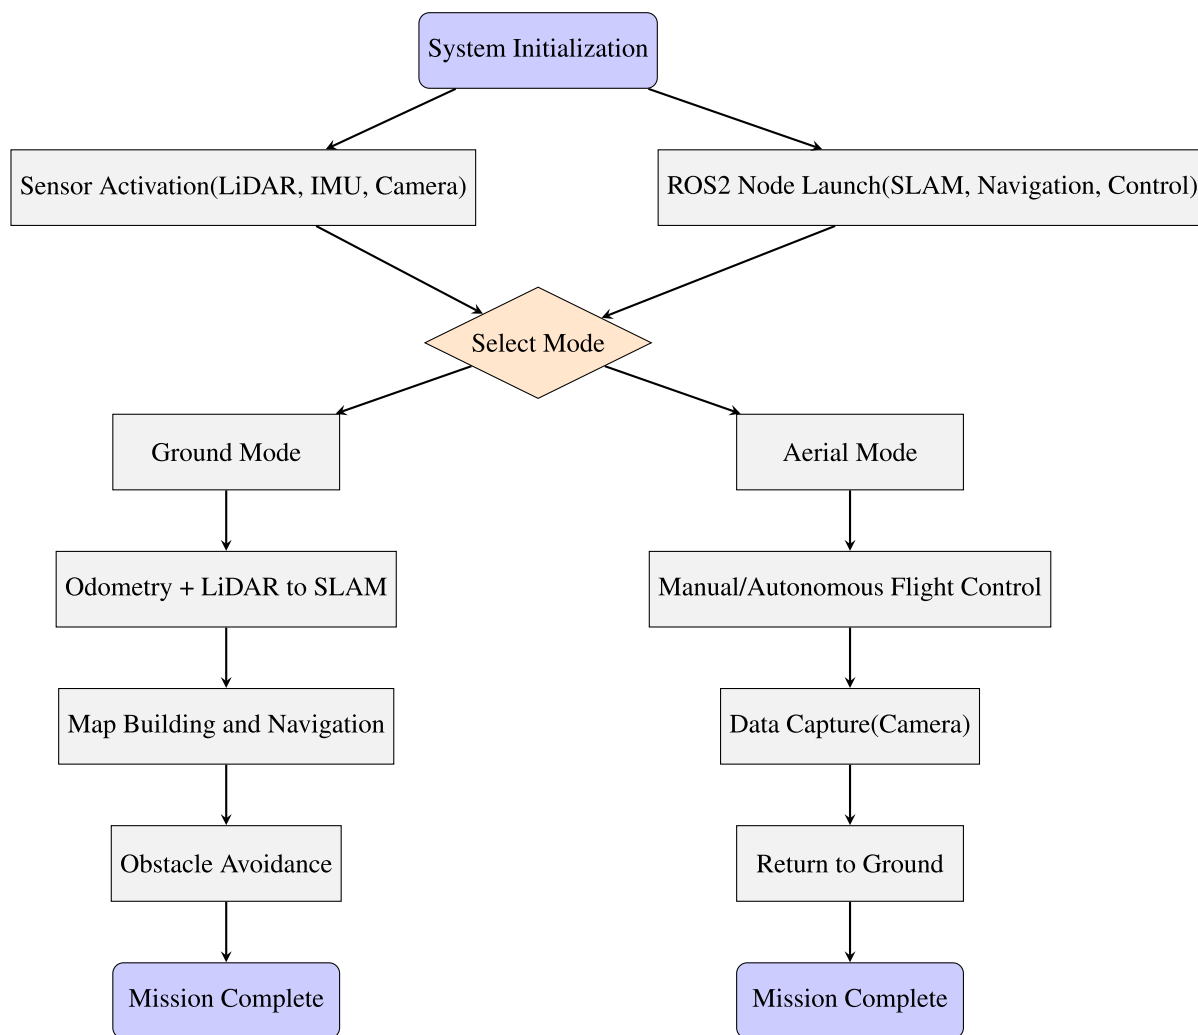 System Initialization
Sensor Activation(LiDAR, IMU, Camera)
ROS2 Node Launch(SLAM, Navigation, Control)
Select Mode
Ground Mode
Aerial Mode
Odometry + LiDAR to SLAM
Manual/Autonomous Flight Control
Map Building and Navigation
Data Capture(Camera)
Obstacle Avoidance
Return to Ground
Mission Complete
Mission Complete